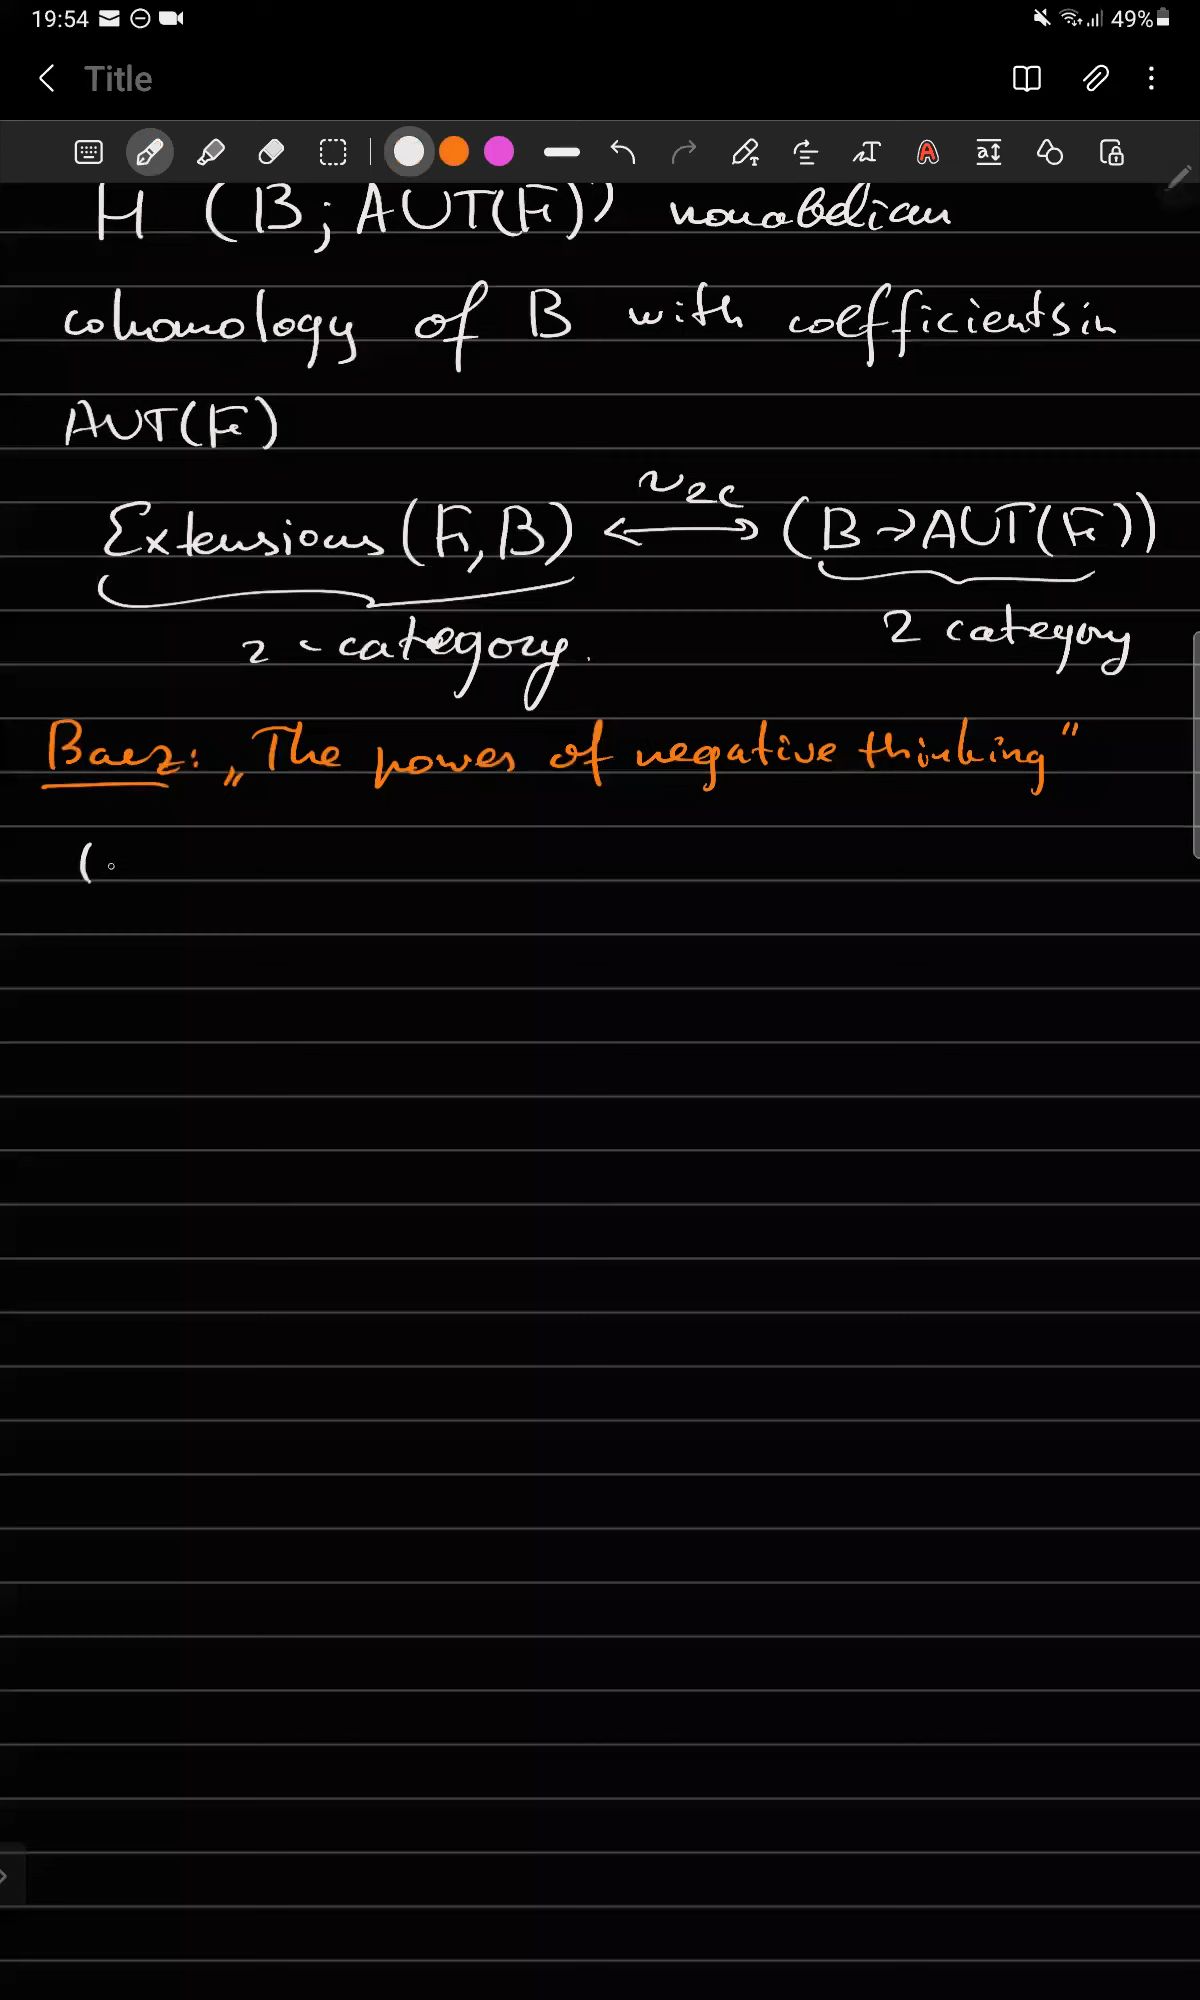 19:54 49%
Title
H (B; AUT(F)) nonabelian
cohomology of B with coefficients in
AUT(F)
Extensions (F, B) ⟷ (B → AUT(F))
2-category. 2 category
Baez: „The power of negative thinking"
(